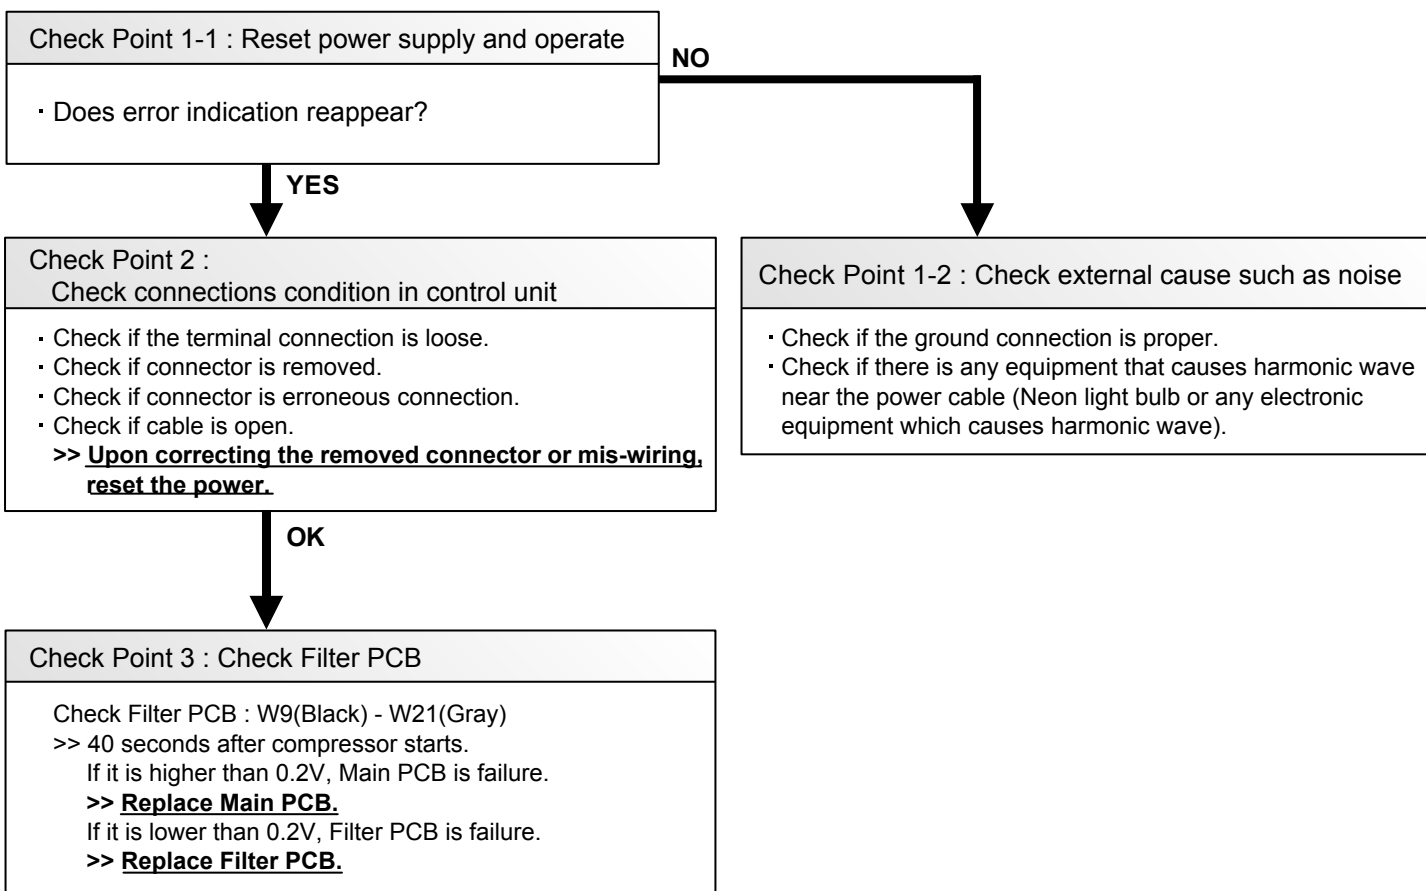 Check Point 1-1 : Reset power supply and operate
・Does error indication reappear?
NO
YES
Check Point 2 :
Check connections condition in control unit
・Check if the terminal connection is loose.
・Check if connector is removed.
・Check if connector is erroneous connection.
・Check if cable is open.
>> Upon correcting the removed connector or mis-wiring,
reset the power.
Check Point 1-2 : Check external cause such as noise
・Check if the ground connection is proper.
・Check if there is any equipment that causes harmonic wave
near the power cable (Neon light bulb or any electronic
equipment which causes harmonic wave).
OK
Check Point 3 : Check Filter PCB
Check Filter PCB : W9(Black) - W21(Gray)
>> 40 seconds after compressor starts.
If it is higher than 0.2V, Main PCB is failure.
>> Replace Main PCB.
If it is lower than 0.2V, Filter PCB is failure.
>> Replace Filter PCB.